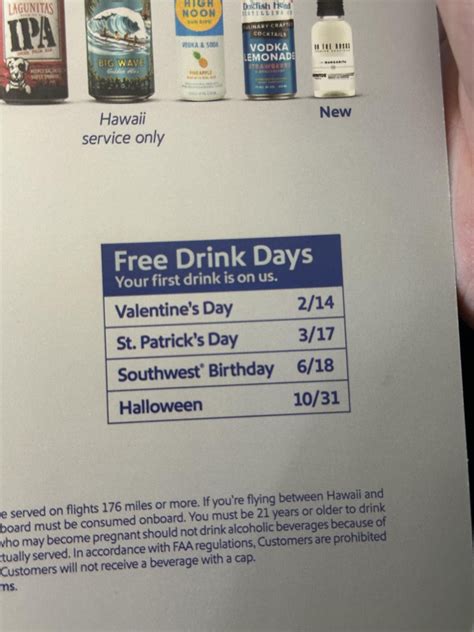 LAGUNITAS
IPA
BIG WAVE
HIGH
NOON
VODKA & SODA
PINEAPPLE
Dogfish Head
CULINARY-CRAFTED
COCKTAILS
VODKA
LEMONADE
STRAWBERRY
ON THE ROCKS
MARGARITA
Hawaii
service only
New
Free Drink Days
Your first drink is on us.
Valentine's Day 2/14
St. Patrick's Day 3/17
Southwest® Birthday 6/18
Halloween 10/31
e served on flights 176 miles or more. If you're flying between Hawaii and
board must be consumed onboard. You must be 21 years or older to drink
who may become pregnant should not drink alcoholic beverages because of
tually served. In accordance with FAA regulations, Customers are prohibited
Customers will not receive a beverage with a cap.
ms.